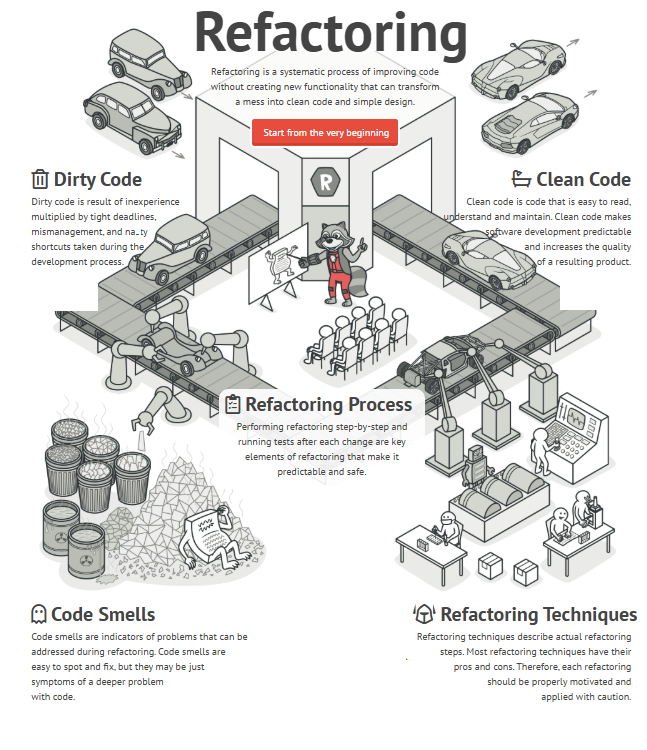 Refactoring
Refactoring is a systematic process of improving code
without creating new functionality that can transform
a mess into clean code and simple design.
Start from the very beginning
R
Dirty Code
Dirty code is result of inexperience
multiplied by tight deadlines,
mismanagement, and nasty
shortcuts taken during the
development process.
Clean Code
Clean code is code that is easy to read,
understand and maintain. Clean code makes
software development predictable
and increases the quality
of a resulting product.
Refactoring Process
Performing refactoring step-by-step and
running tests after each change are key
elements of refactoring that make it
predictable and safe.
Code Smells
Code smells are indicators of problems that can be
addressed during refactoring. Code smells are
easy to spot and fix, but they may be just
symptoms of a deeper problem
with code.
Refactoring Techniques
Refactoring techniques describe actual refactoring
steps. Most refactoring techniques have their
pros and cons. Therefore, each refactoring
should be properly motivated and
applied with caution.